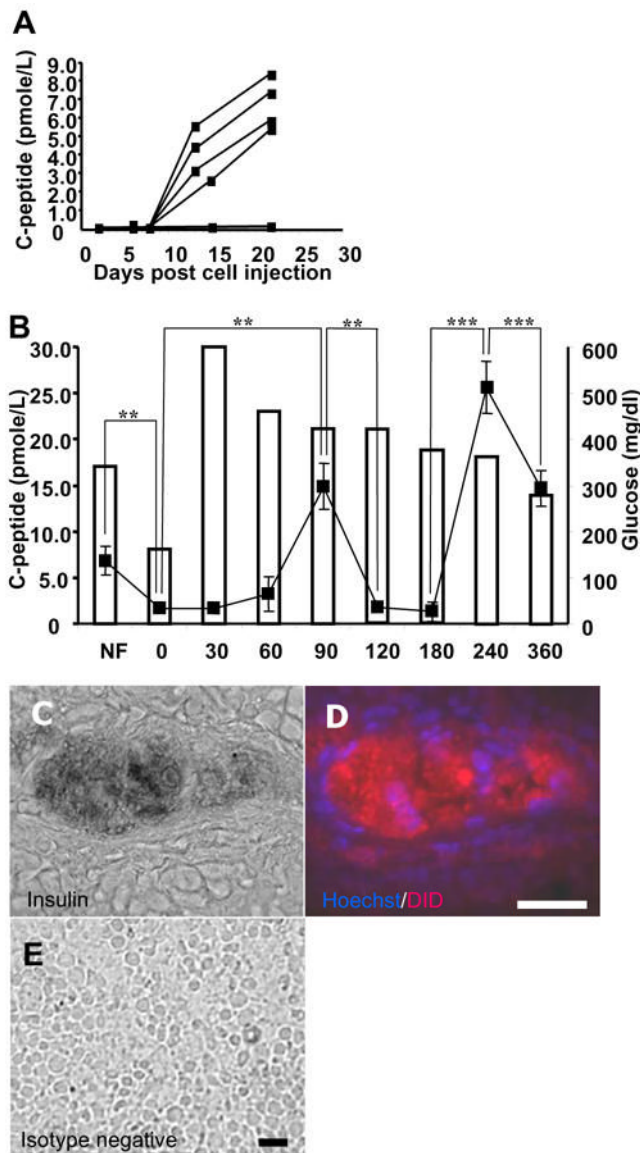 A
C-peptide (pmole/L)
9.0
8.0
7.0
6.0
5.0
4.0
3.0
2.0
1.0
0 5 10 15 20 25 30
Days post cell injection
B
** ** *** ***
**
C-peptide (pmole/L)
30.0
25.0
20.0
15.0
10.0
5.0
0.0
600
500
400
300
200
100
0
Glucose (mg/dl)
NF 0 30 60 90 120 180 240 360
C
Insulin
D
Hoechst/DID
E
Isotype negative